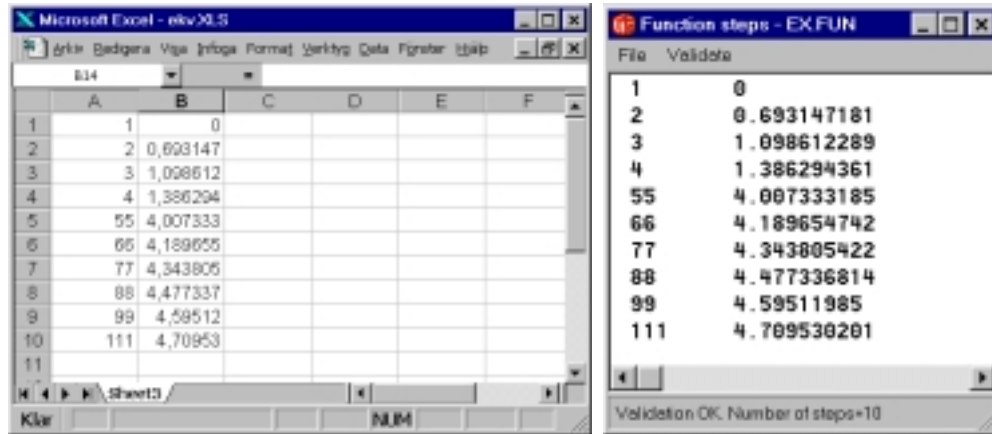 Microsoft Excel - ekv.XLS
Arkiv Redigera Visa Infoga Format Verktyg Data Fönster Hjälp
B14 =
A B C D E F
1 1 0
2 2 0,693147
3 3 1,098612
4 4 1,386294
5 55 4,007333
6 66 4,189655
7 77 4,343805
8 88 4,477337
9 99 4,59512
10 111 4,70953
11
Sheet3
Klar NUM
Function steps - EX.FUN
File Validate
1 0
2 0.693147181
3 1.098612289
4 1.386294361
55 4.007333185
66 4.189654742
77 4.343805422
88 4.477336814
99 4.59511985
111 4.709530201
Validation OK. Number of steps=10